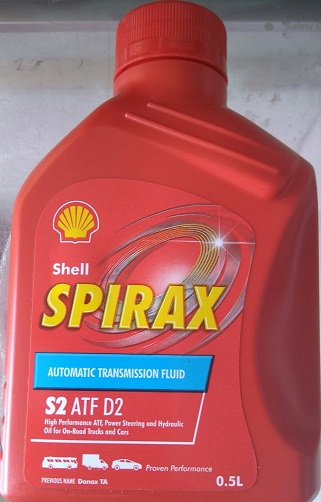 Shell
SPIRAX
AUTOMATIC TRANSMISSION FLUID
S2 ATF D2
High Performance ATF, Power Steering and Hydraulic
Oil for On-Road Trucks and Cars
Proven Performance
PREVIOUS NAME Donax TA
0.5L